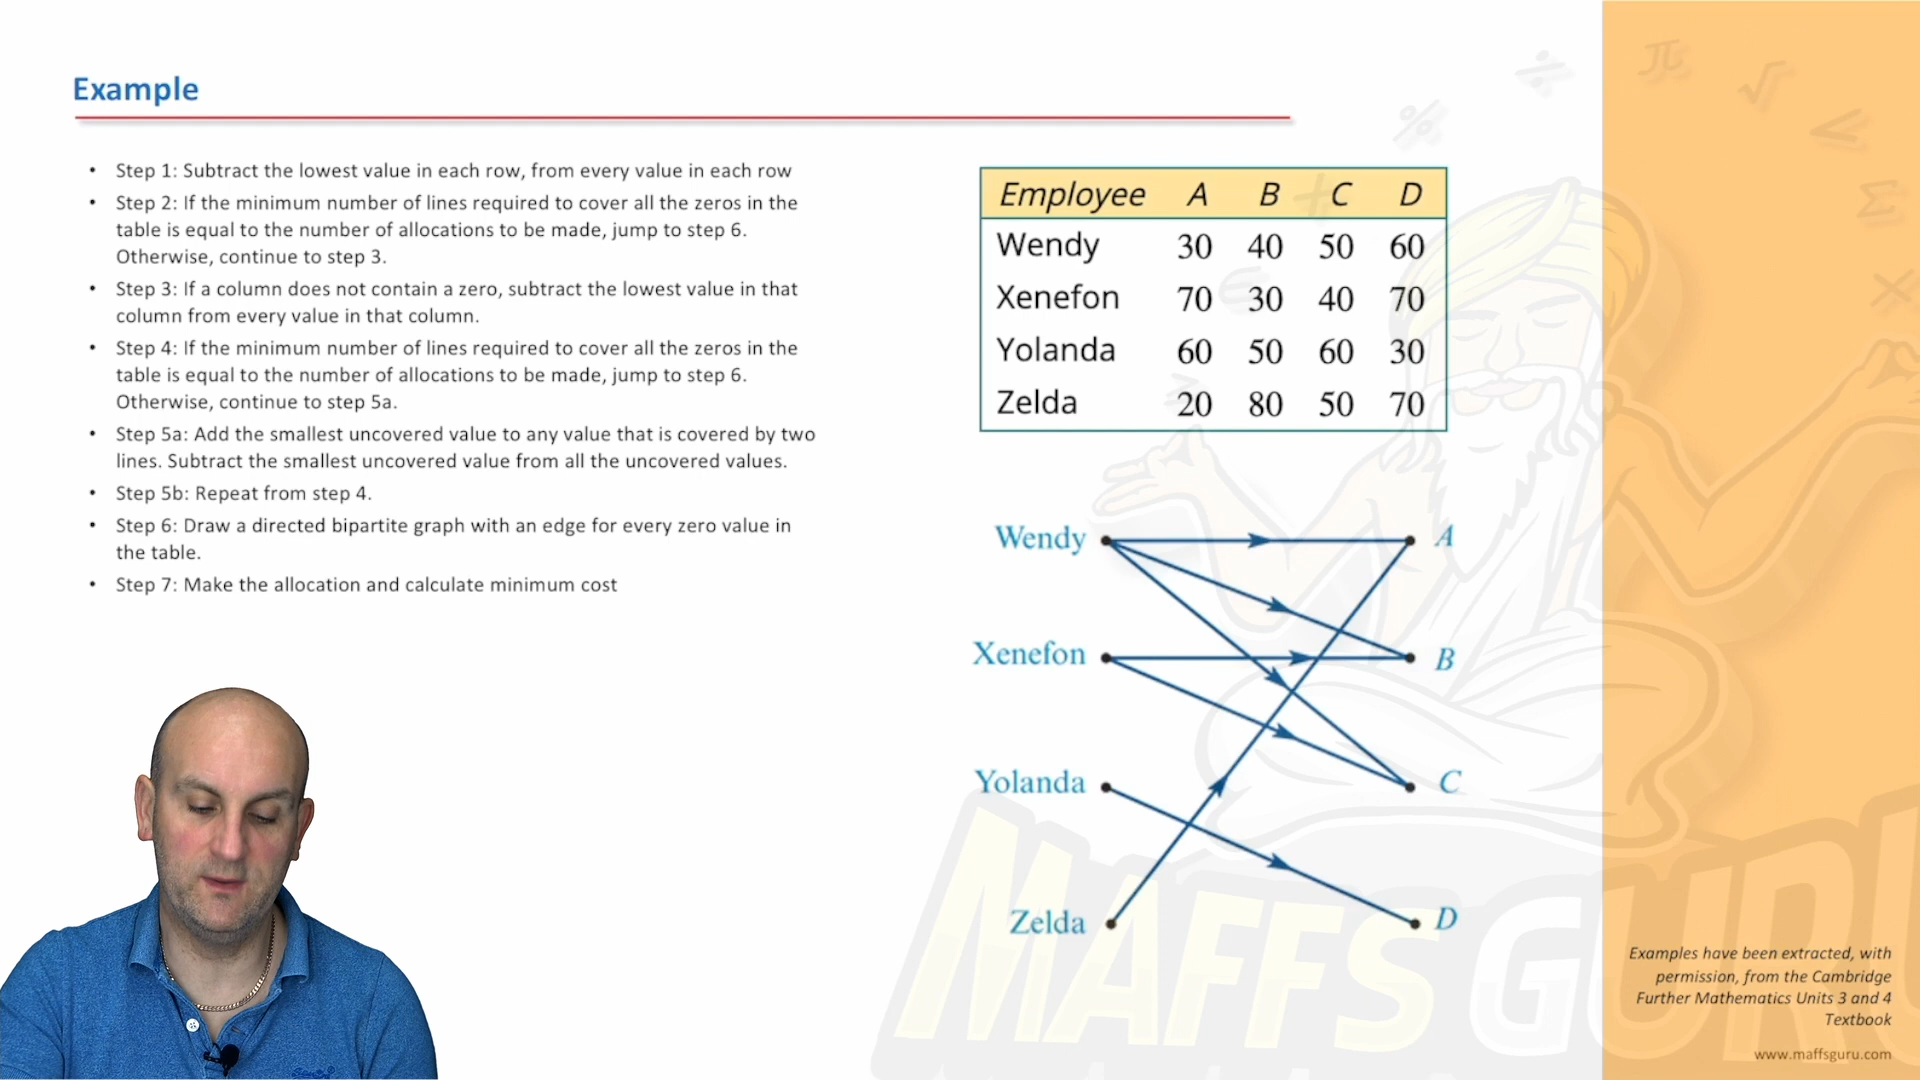 Example
• Step 1: Subtract the lowest value in each row, from every value in each row
• Step 2: If the minimum number of lines required to cover all the zeros in the
table is equal to the number of allocations to be made, jump to step 6.
Otherwise, continue to step 3.
• Step 3: If a column does not contain a zero, subtract the lowest value in that
column from every value in that column.
• Step 4: If the minimum number of lines required to cover all the zeros in the
table is equal to the number of allocations to be made, jump to step 6.
Otherwise, continue to step 5a.
• Step 5a: Add the smallest uncovered value to any value that is covered by two
lines. Subtract the smallest uncovered value from all the uncovered values.
• Step 5b: Repeat from step 4.
• Step 6: Draw a directed bipartite graph with an edge for every zero value in
the table.
• Step 7: Make the allocation and calculate minimum cost
Employee A B C D
Wendy 30 40 50 60
Xenefon 70 30 40 70
Yolanda 60 50 60 30
Zelda 20 80 50 70
Wendy A
Xenefon B
Yolanda C
Zelda D
MAFFS GURU
Examples have been extracted, with
permission, from the Cambridge
Further Mathematics Units 3 and 4
Textbook
www.maffsguru.com